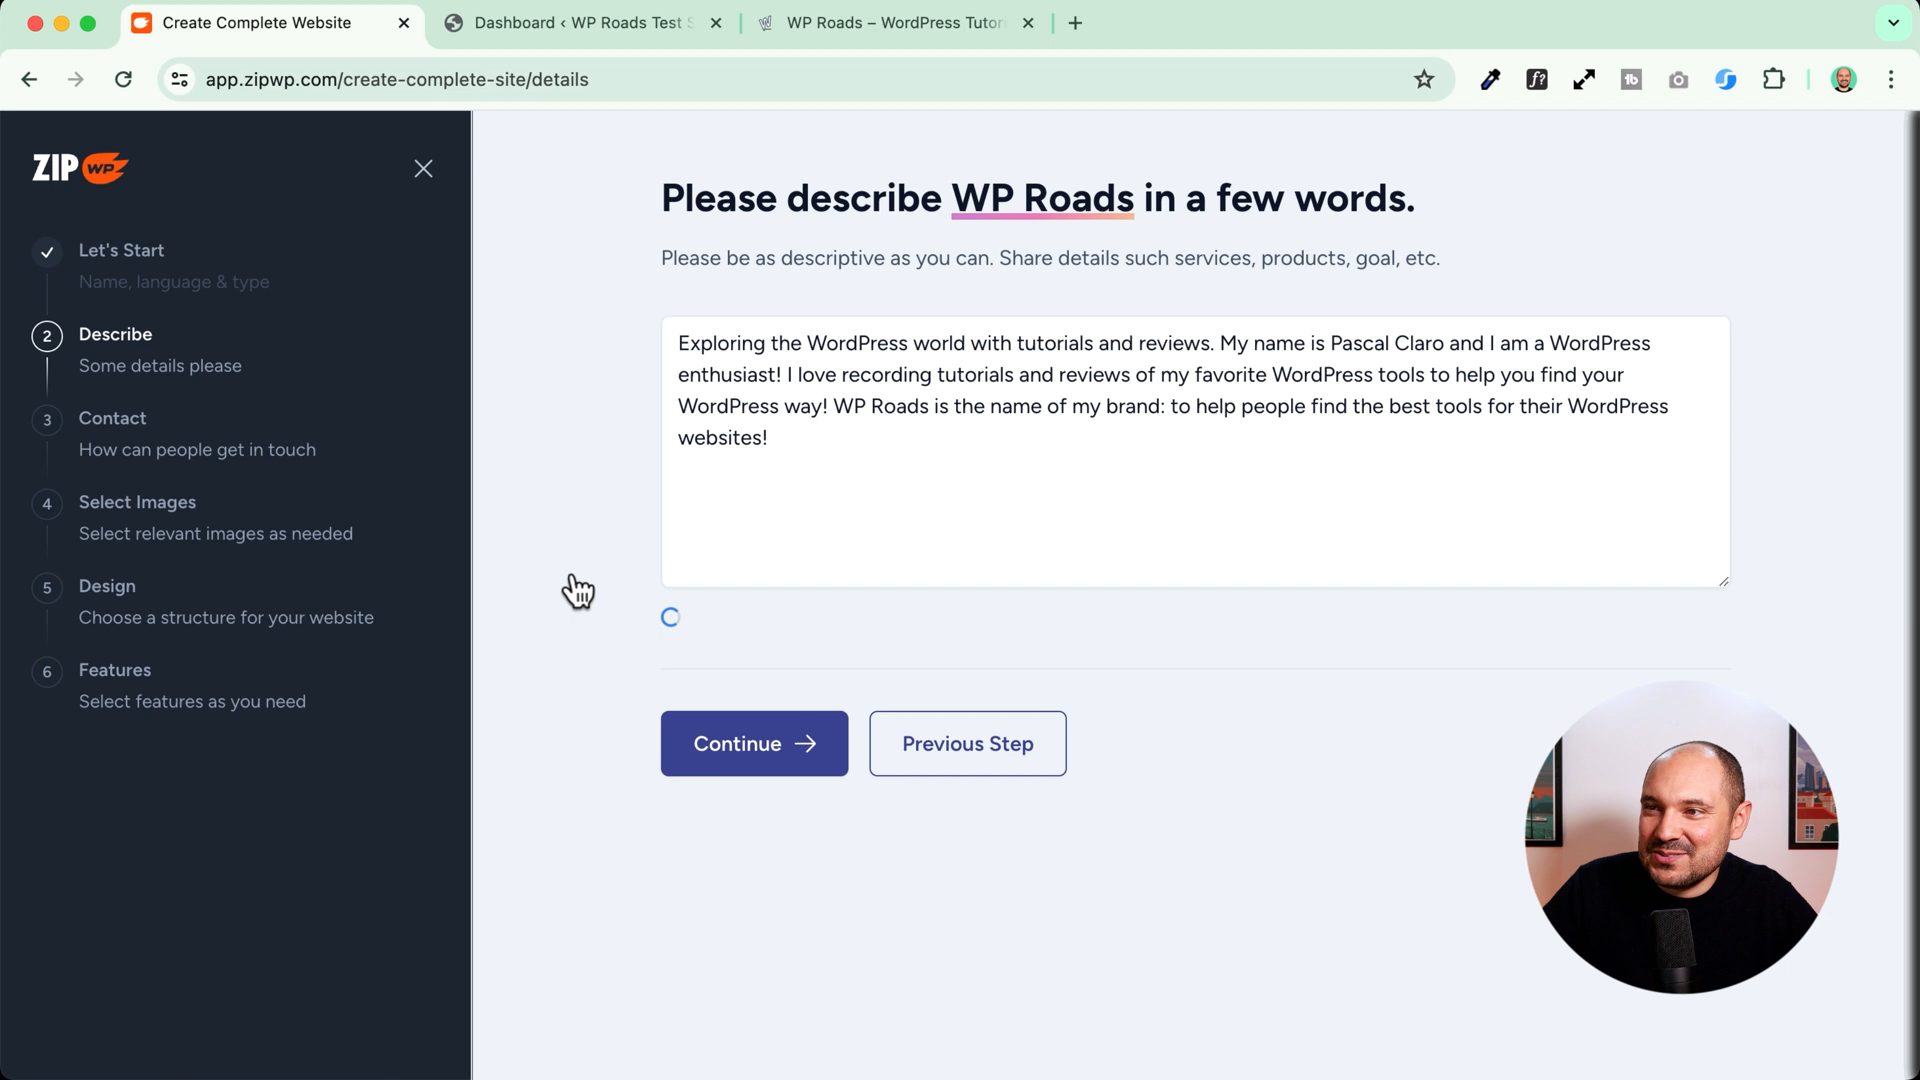 Create Complete Website
Dashboard ‹ WP Roads Test S
WP Roads – WordPress Tutor
app.zipwp.com/create-complete-site/details
ZIP WP
Let's Start
Name, language & type
2
Describe
Some details please
3
Contact
How can people get in touch
4
Select Images
Select relevant images as needed
5
Design
Choose a structure for your website
6
Features
Select features as you need
Please describe WP Roads in a few words.
Please be as descriptive as you can. Share details such services, products, goal, etc.
Exploring the WordPress world with tutorials and reviews. My name is Pascal Claro and I am a WordPress
enthusiast! I love recording tutorials and reviews of my favorite WordPress tools to help you find your
WordPress way! WP Roads is the name of my brand: to help people find the best tools for their WordPress
websites!
Continue
Previous Step
f?
tb